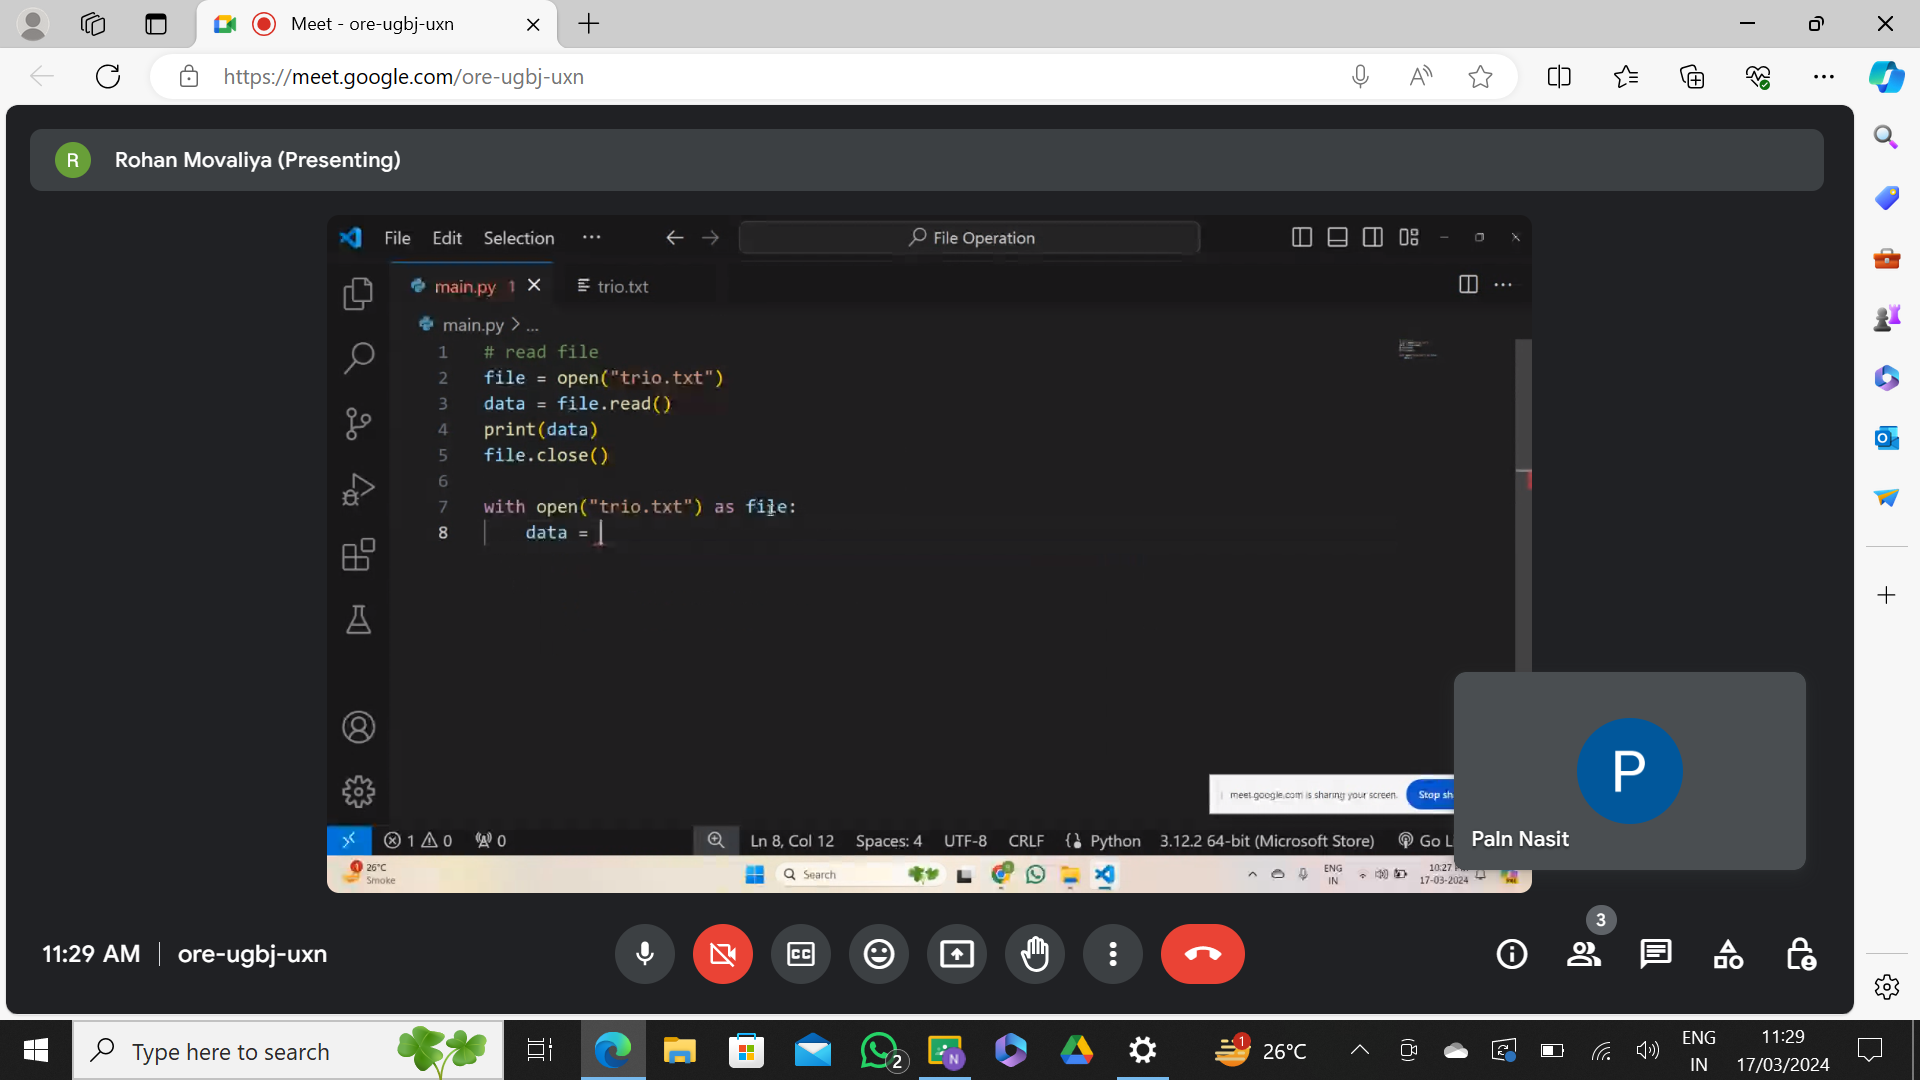 Meet - ore-ugbj-uxn
https://meet.google.com/ore-ugbj-uxn
R Rohan Movaliya (Presenting)
File Edit Selection ··· File Operation
main.py 1 trio.txt
main.py > ...
1 # read file
2 file = open("trio.txt")
3 data = file.read()
4 print(data)
5 file.close()
6
7 with open("trio.txt") as file:
8 data =
P
Paln Nasit
meet.google.com is sharing your screen. Stop sh
1 0 0 Ln 8, Col 12 Spaces: 4 UTF-8 CRLF {} Python 3.12.2 64-bit (Microsoft Store) Go L
1 26°C
Smoke
Search
ENG
IN
10:27
17-03-2024
11:29 AM | ore-ugbj-uxn
CC
3
Type here to search
2
N
1 26°C
ENG
IN
11:29
17/03/2024